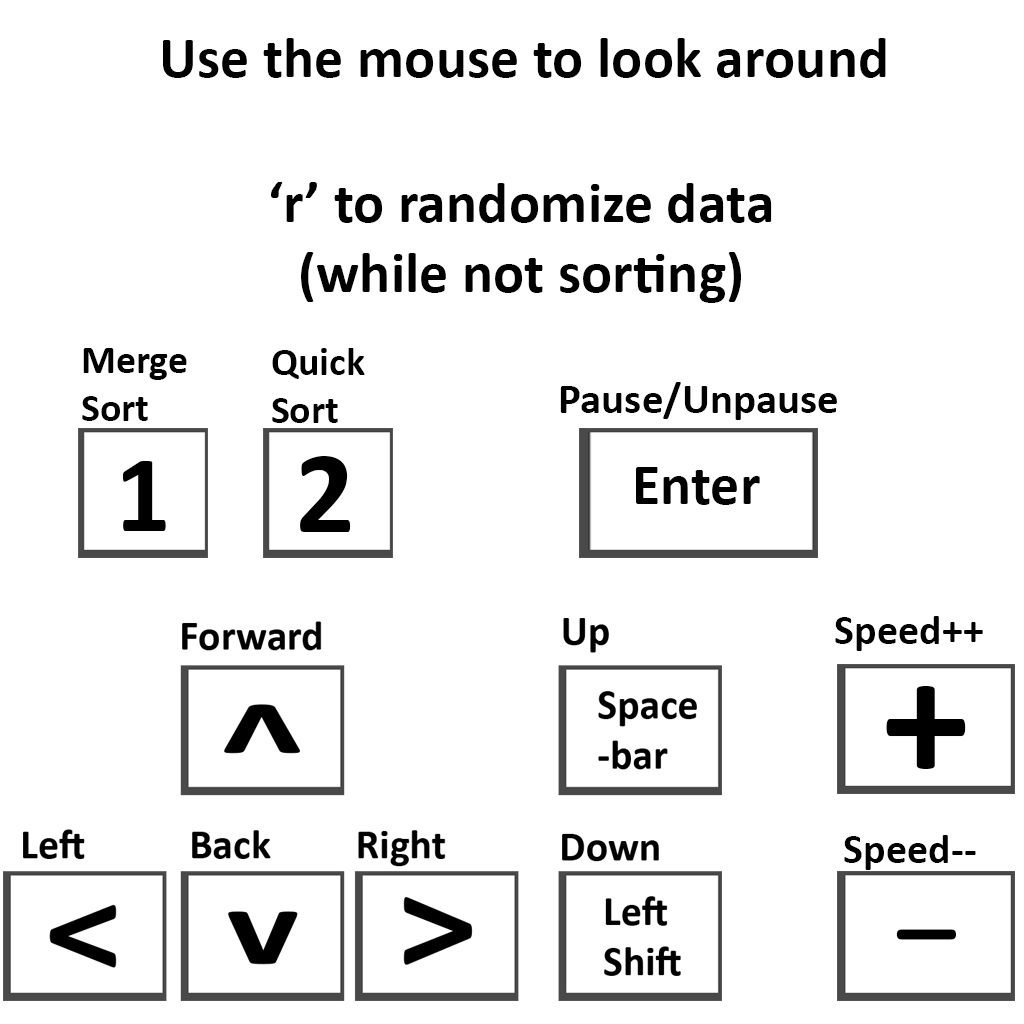 Use the mouse to look around
‘r’ to randomize data
(while not sorting)
Merge
Sort
1
Quick
Sort
2
Pause/Unpause
Enter
Forward
^
Up
Space
-bar
Speed++
+
Left
<
Back
v
Right
>
Down
Left
Shift
Speed--
–